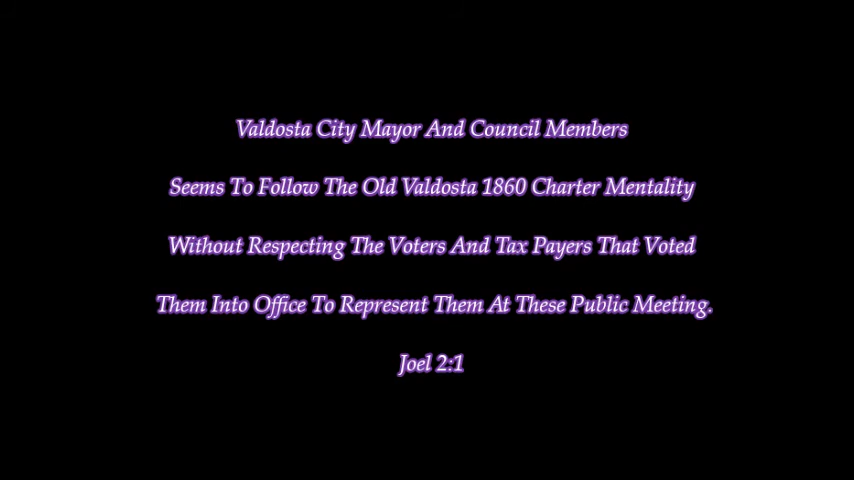 Valdosta City Mayor And Council Members
Seems To Follow The Old Valdosta 1860 Charter Mentality
Without Respecting The Voters And Tax Payers That Voted
Them Into Office To Represent Them At These Public Meeting.
Joel 2:1